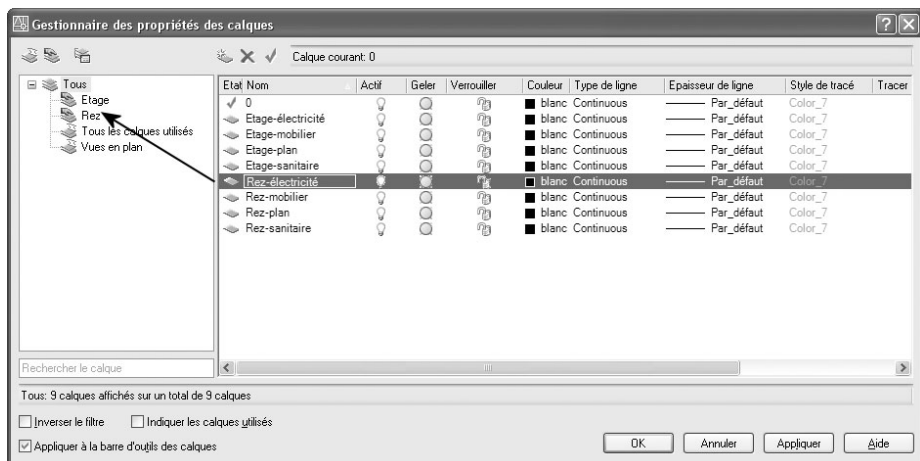 Gestionnaire des propriétés des calques
Calque courant: 0
Tous
Etage
Rez
Tous les calques utilisés
Vues en plan
Etat Nom Actif Geler Verrouiller Couleur Type de ligne Epaisseur de ligne Style de tracé Tracer
0 blanc Continuous Par_défaut Color_7
Etage-électricité blanc Continuous Par_défaut Color_7
Etage-mobilier blanc Continuous Par_défaut Color_7
Etage-plan blanc Continuous Par_défaut Color_7
Etage-sanitaire blanc Continuous Par_défaut Color_7
Rez-électricité blanc Continuous Par_défaut Color_7
Rez-mobilier blanc Continuous Par_défaut Color_7
Rez-plan blanc Continuous Par_défaut Color_7
Rez-sanitaire blanc Continuous Par_défaut Color_7
Rechercher le calque
Tous: 9 calques affichés sur un total de 9 calques
Inverser le filtre Indiquer les calques utilisés
Appliquer à la barre d'outils des calques
OK Annuler Appliquer Aide